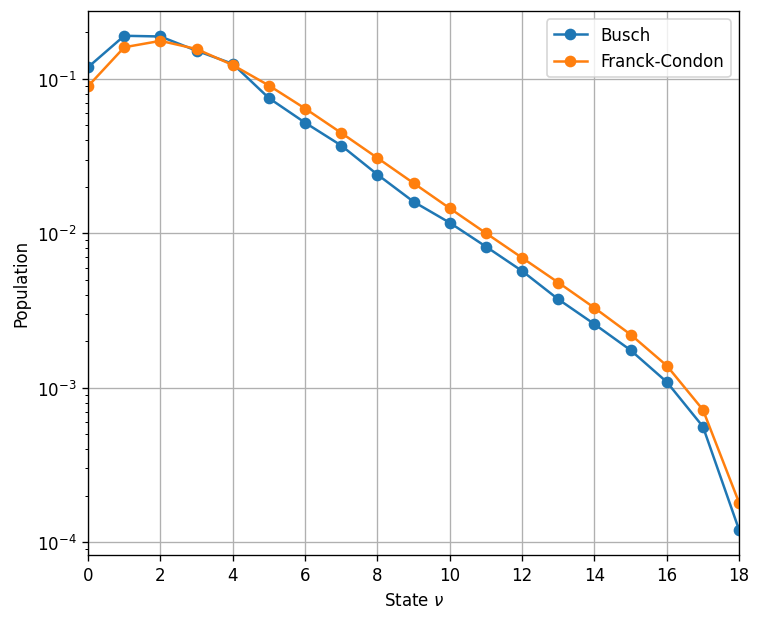 Busch
Franck-Condon
10⁻¹
10⁻²
10⁻³
10⁻⁴
Population
0 2 4 6 8 10 12 14 16 18
State ν